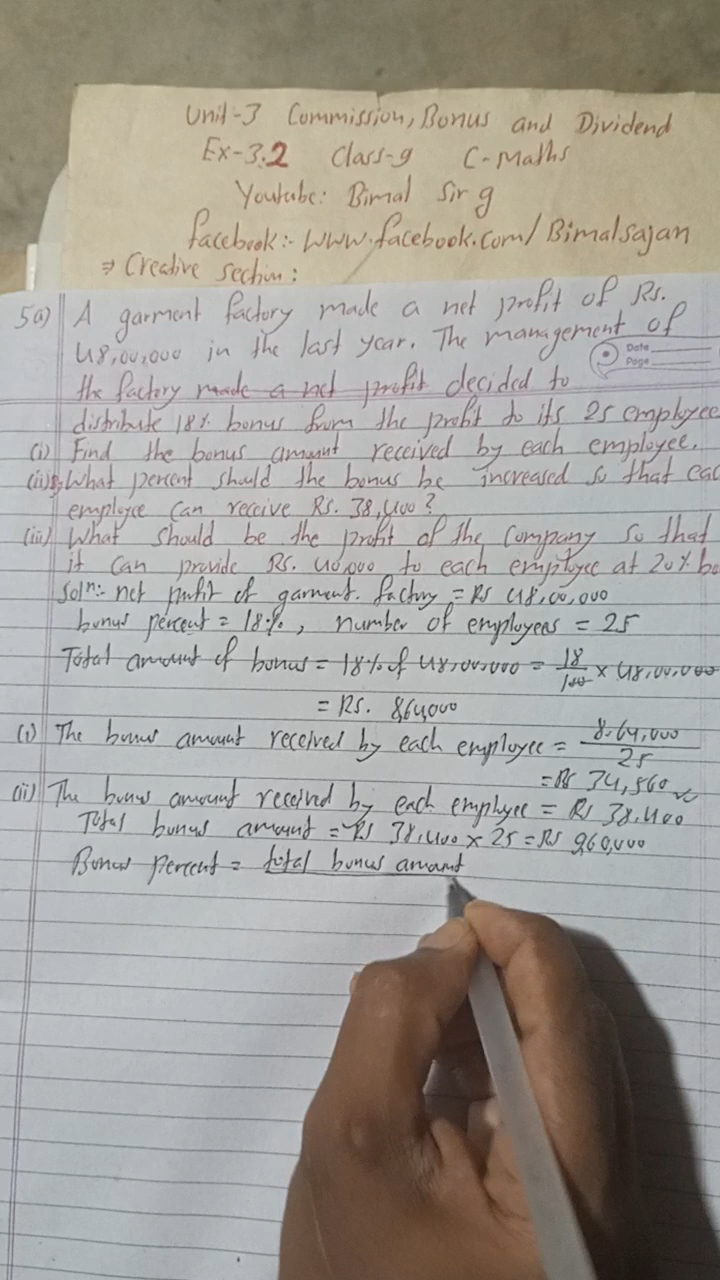 Unit-3 Commission, Bonus and Dividend
Ex-3.2 Class-9 C-Maths
Youtube: Bimal Sir g
facebook:- www.facebook.com/Bimalsajan
⇒ Creative section:
5a) A garment factory made a net profit of Rs.
48,00,000 in the last year. The management of
Date
Page
the factory made a net profit decided to
distribute 18% bonus from the profit to its 25 employee
(i) Find the bonus amount received by each employee.
(ii) What percent should the bonus be increased so that eac
employee can receive Rs. 38,400?
(iii) What should be the profit of the company so that
it can provide Rs. 40,000 to each employee at 20% bo
Solⁿ:- net profit of garment. factory = Rs 48,00,000
bonus percent = 18%, number of employees = 25
Total amount of bonus = 18% of 48,00,000 = 18/100 × 48,00,000
= Rs. 8,64,000
(i) The bonus amount received by each employee = 8,64,000/25
= Rs 34,560
(ii) The bonus amount received by each employee = Rs 38,400
Total bonus amount = Rs 38,400 × 25 = Rs 9,60,000
Bonus percent = total bonus amount